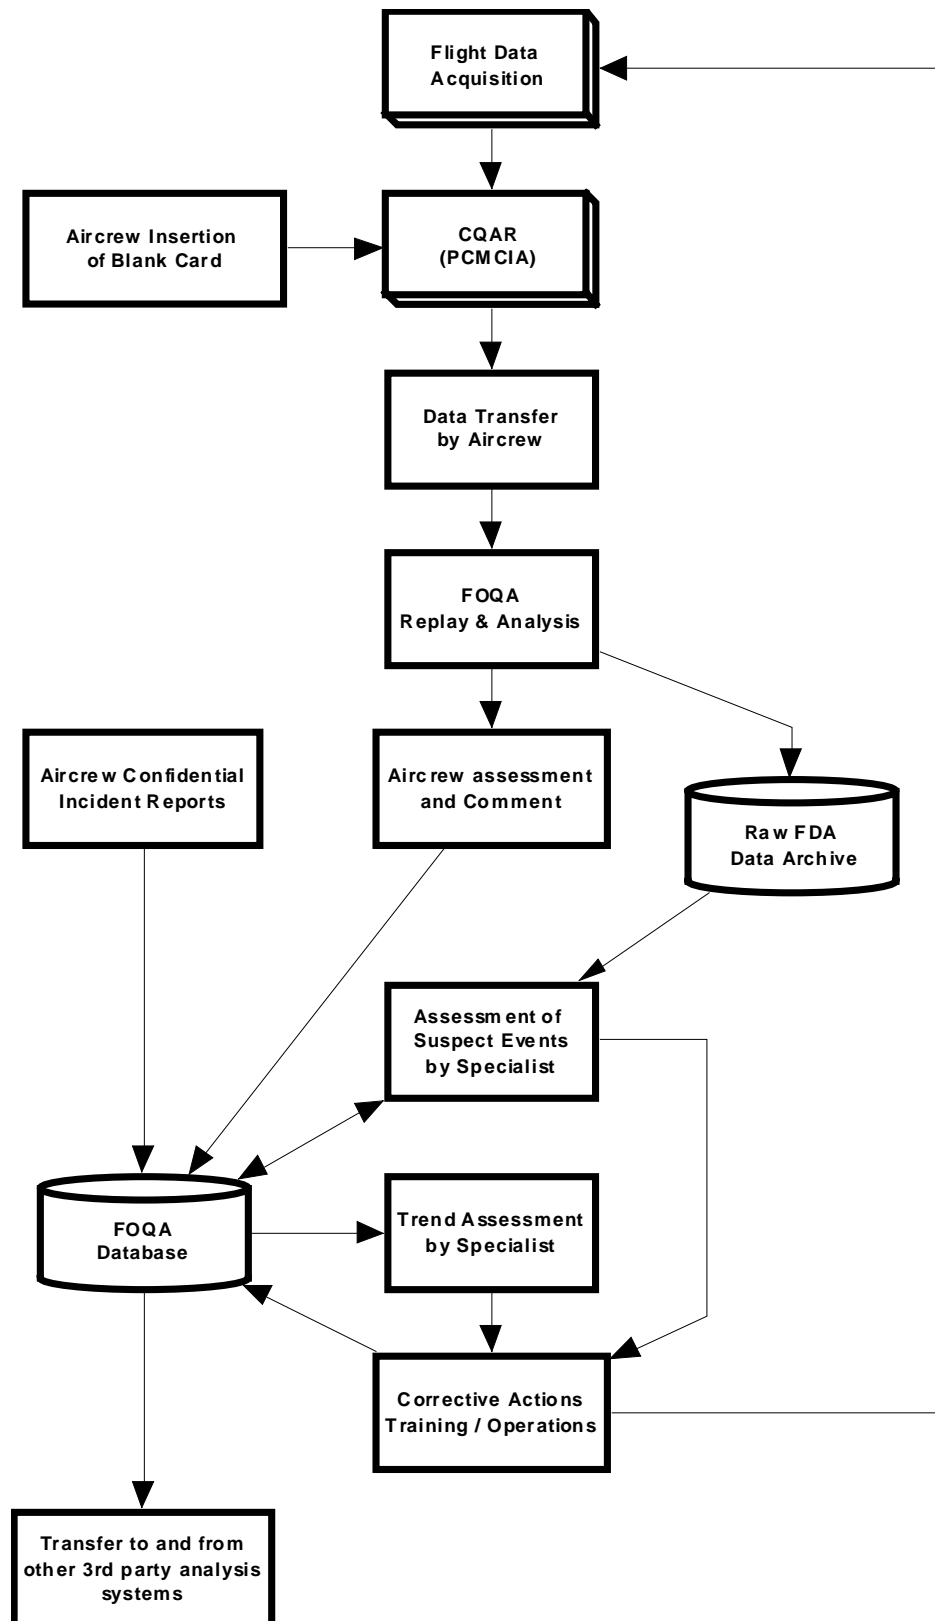 Flight Data
Acquisition
Aircrew Insertion
of Blank Card
CQAR
(PCMCIA)
Data Transfer
by Aircrew
FOQA
Replay & Analysis
Aircrew Confidential
Incident Reports
Aircrew assessment
and Comment
Raw FDA
Data Archive
Assessment of
Suspect Events
by Specialist
FOQA
Database
Trend Assessment
by Specialist
Corrective Actions
Training / Operations
Transfer to and from
other 3rd party analysis
systems